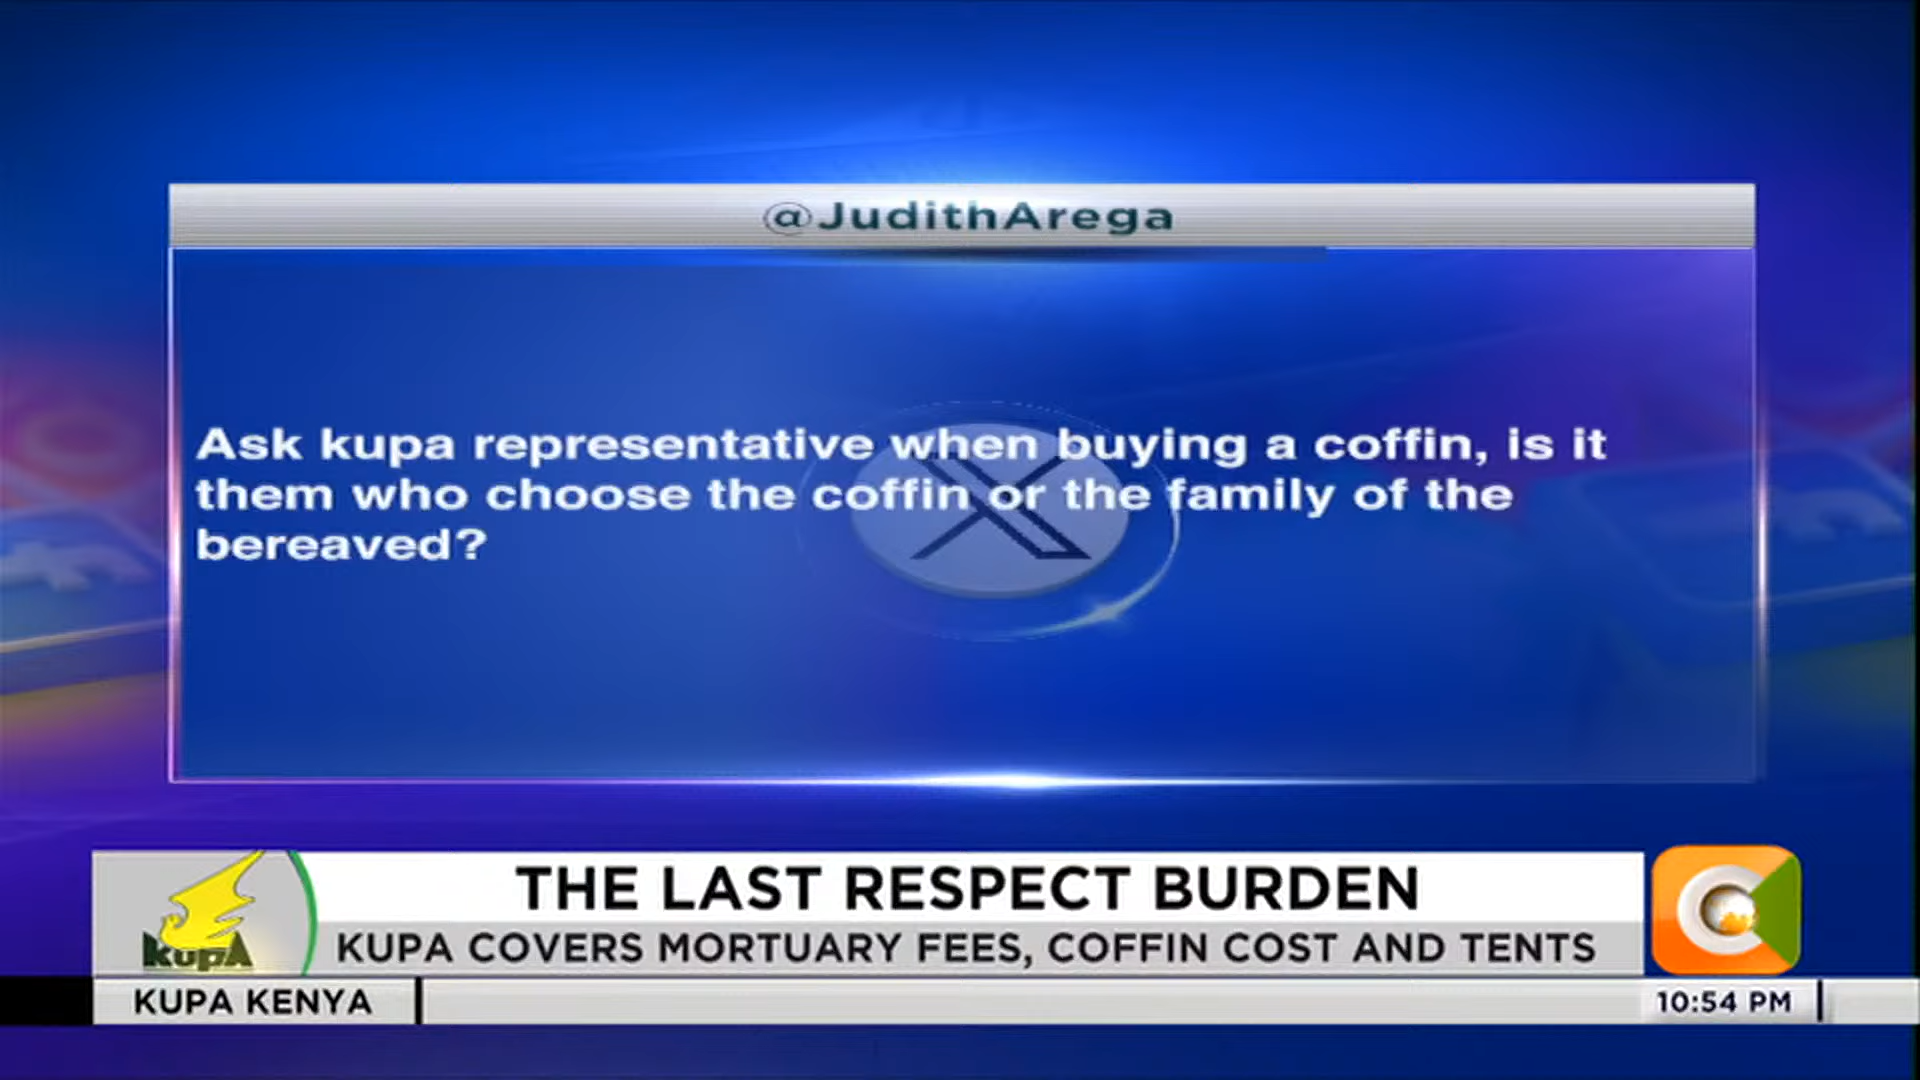 @JudithArega
Ask kupa representative when buying a coffin, is it
them who choose the coffin or the family of the
bereaved?
THE LAST RESPECT BURDEN
kupA
KUPA COVERS MORTUARY FEES, COFFIN COST AND TENTS
KUPA KENYA
10:54 PM